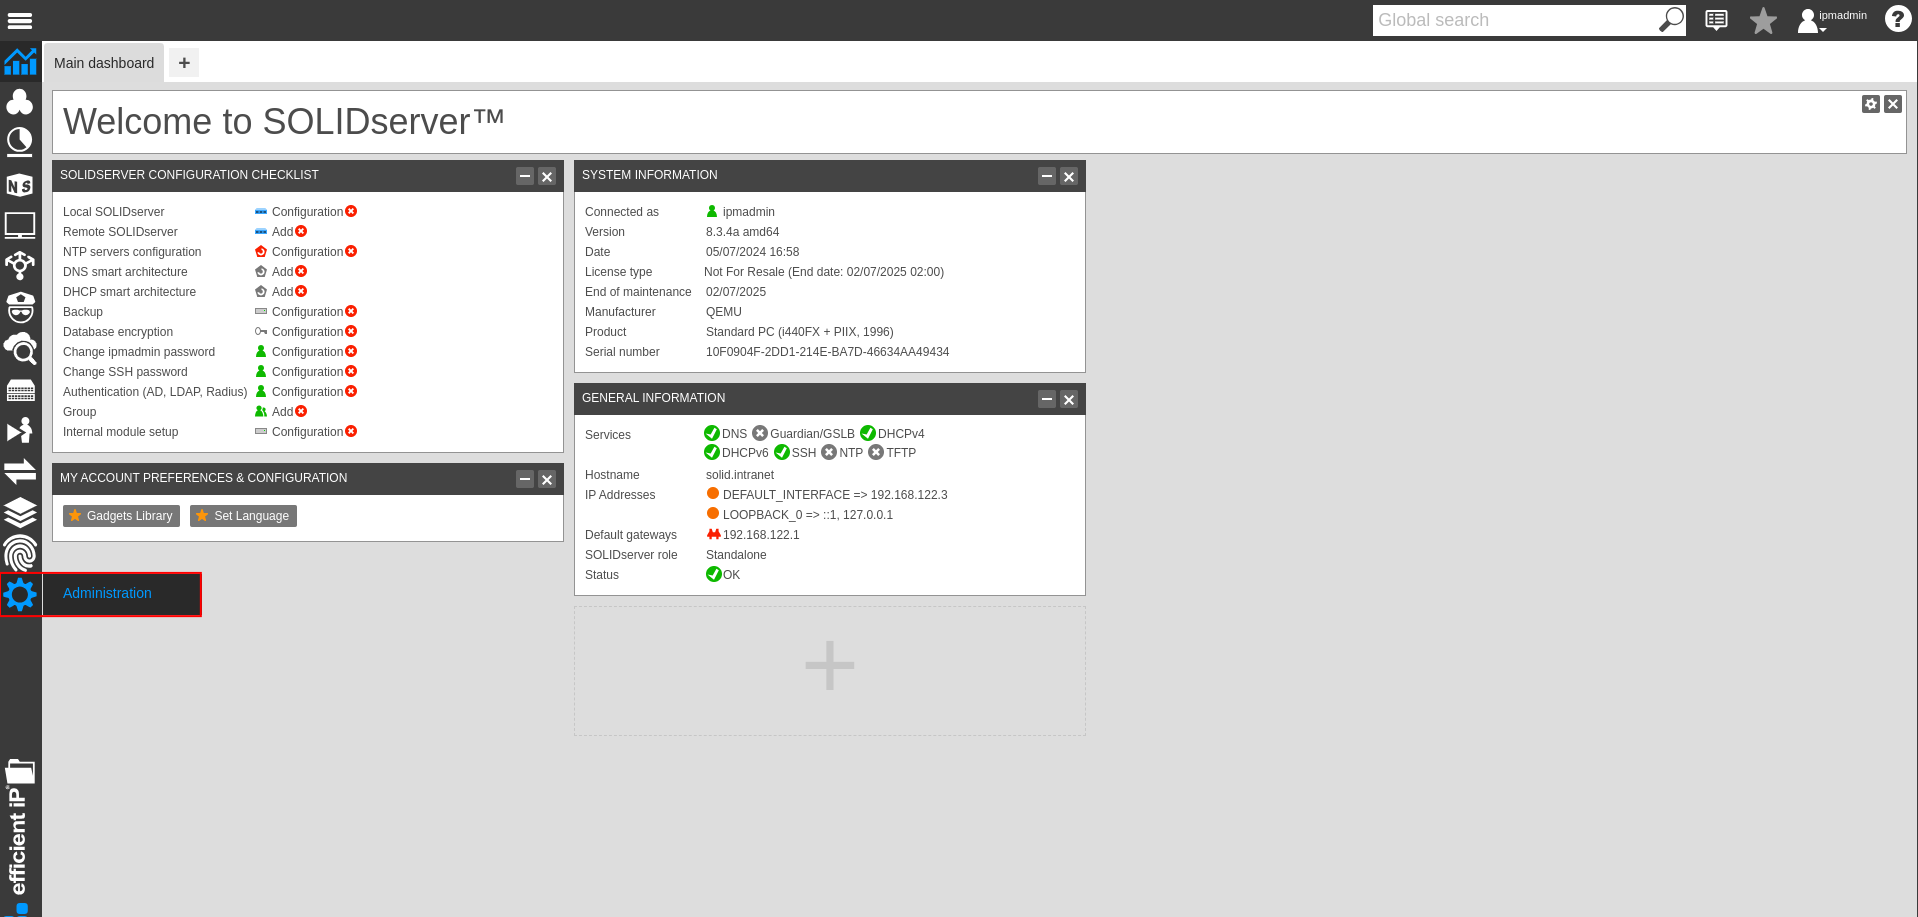 Global search
ipmadmin
Main dashboard
+
Welcome to SOLIDserver™
SOLIDSERVER CONFIGURATION CHECKLIST
Local SOLIDserver Configuration
Remote SOLIDserver Add
NTP servers configuration Configuration
DNS smart architecture Add
DHCP smart architecture Add
Backup Configuration
Database encryption Configuration
Change ipmadmin password Configuration
Change SSH password Configuration
Authentication (AD, LDAP, Radius) Configuration
Group Add
Internal module setup Configuration
MY ACCOUNT PREFERENCES & CONFIGURATION
Gadgets Library Set Language
SYSTEM INFORMATION
Connected as ipmadmin
Version 8.3.4a amd64
Date 05/07/2024 16:58
License type Not For Resale (End date: 02/07/2025 02:00)
End of maintenance 02/07/2025
Manufacturer QEMU
Product Standard PC (i440FX + PIIX, 1996)
Serial number 10F0904F-2DD1-214E-BA7D-46634AA49434
GENERAL INFORMATION
Services DNS Guardian/GSLB DHCPv4
DHCPv6 SSH NTP TFTP
Hostname solid.intranet
IP Addresses DEFAULT_INTERFACE => 192.168.122.3
LOOPBACK_0 => ::1, 127.0.0.1
Default gateways 192.168.122.1
SOLIDserver role Standalone
Status OK
NS
Administration
efficient iP